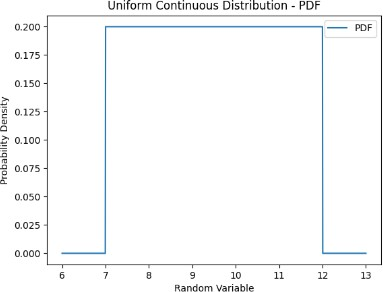 Uniform Continuous Distribution - PDF
PDF
0.200
0.175
0.150
0.125
0.100
0.075
0.050
0.025
0.000
Probability Density
6 7 8 9 10 11 12 13
Random Variable